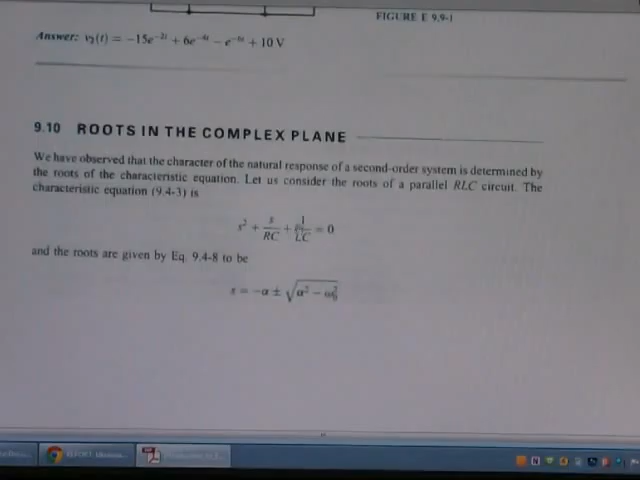 FIGURE E 9.9-1
Answer: v₂(t) = −15e⁻²ᵗ + 6e⁻⁴ᵗ − e⁻⁶ᵗ + 10 V
9.10 ROOTS IN THE COMPLEX PLANE
We have observed that the character of the natural response of a second-order system is determined by
the roots of the characteristic equation. Let us consider the roots of a parallel RLC circuit. The
characteristic equation (9.4-3) is
s² + s/RC + 1/LC = 0
and the roots are given by Eq. 9.4-8 to be
s = −α ± √(α² − ω₀²)